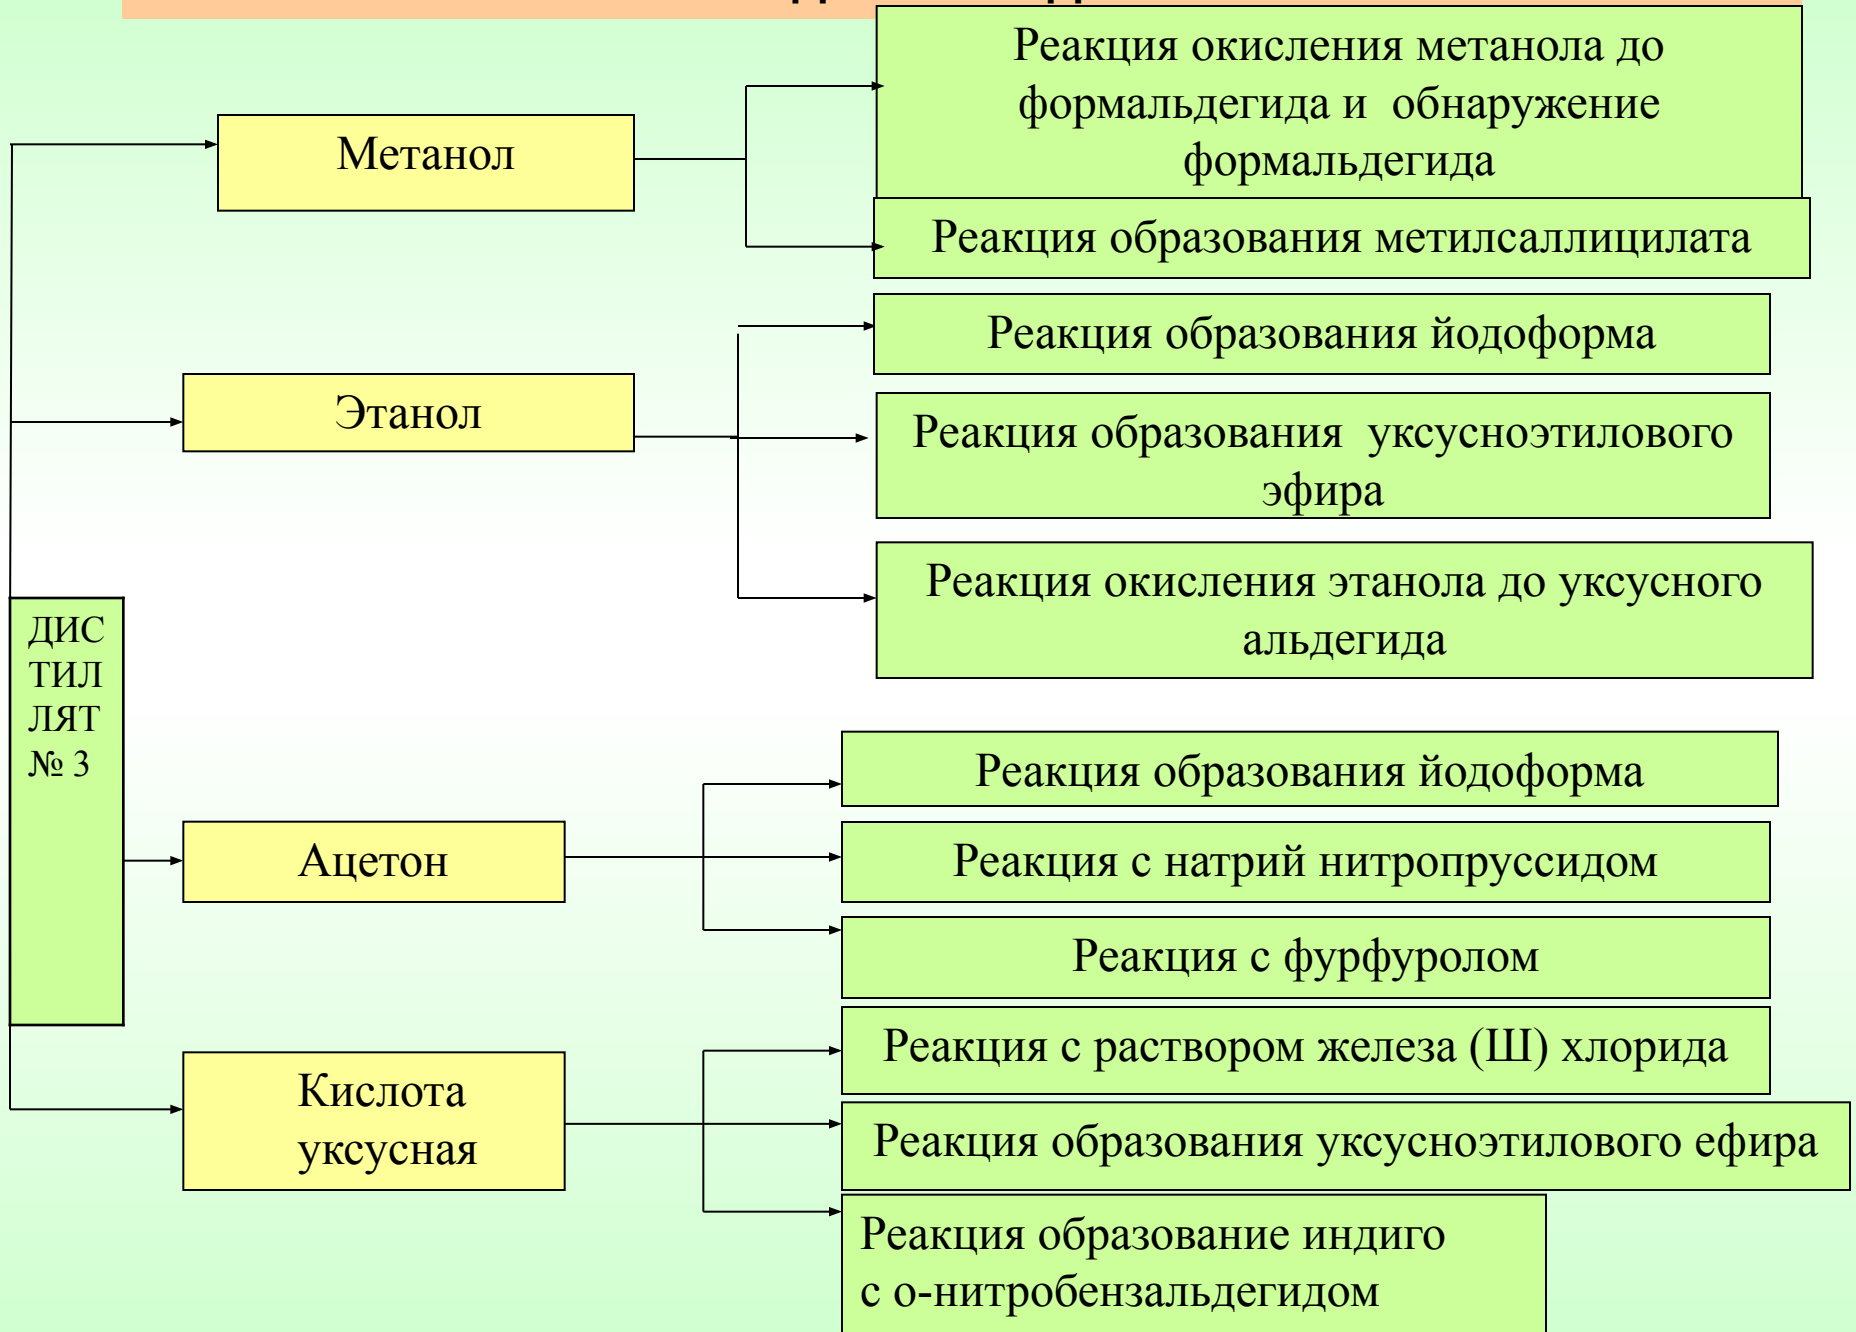 Реакция окисления метанола до
формальдегида и обнаружение
формальдегида
Метанол
Реакция образования метилсаллицилата
Реакция образования йодоформа
Этанол
Реакция образования уксусноэтилового
эфира
Реакция окисления этанола до уксусного
альдегида
ДИС
ТИЛ
ЛЯТ
№ 3
Реакция образования йодоформа
Ацетон
Реакция с натрий нитропруссидом
Реакция с фурфуролом
Реакция с раствором железа (Ш) хлорида
Кислота
уксусная
Реакция образования уксусноэтилового ефира
Реакция образование индиго
с о-нитробензальдегидом